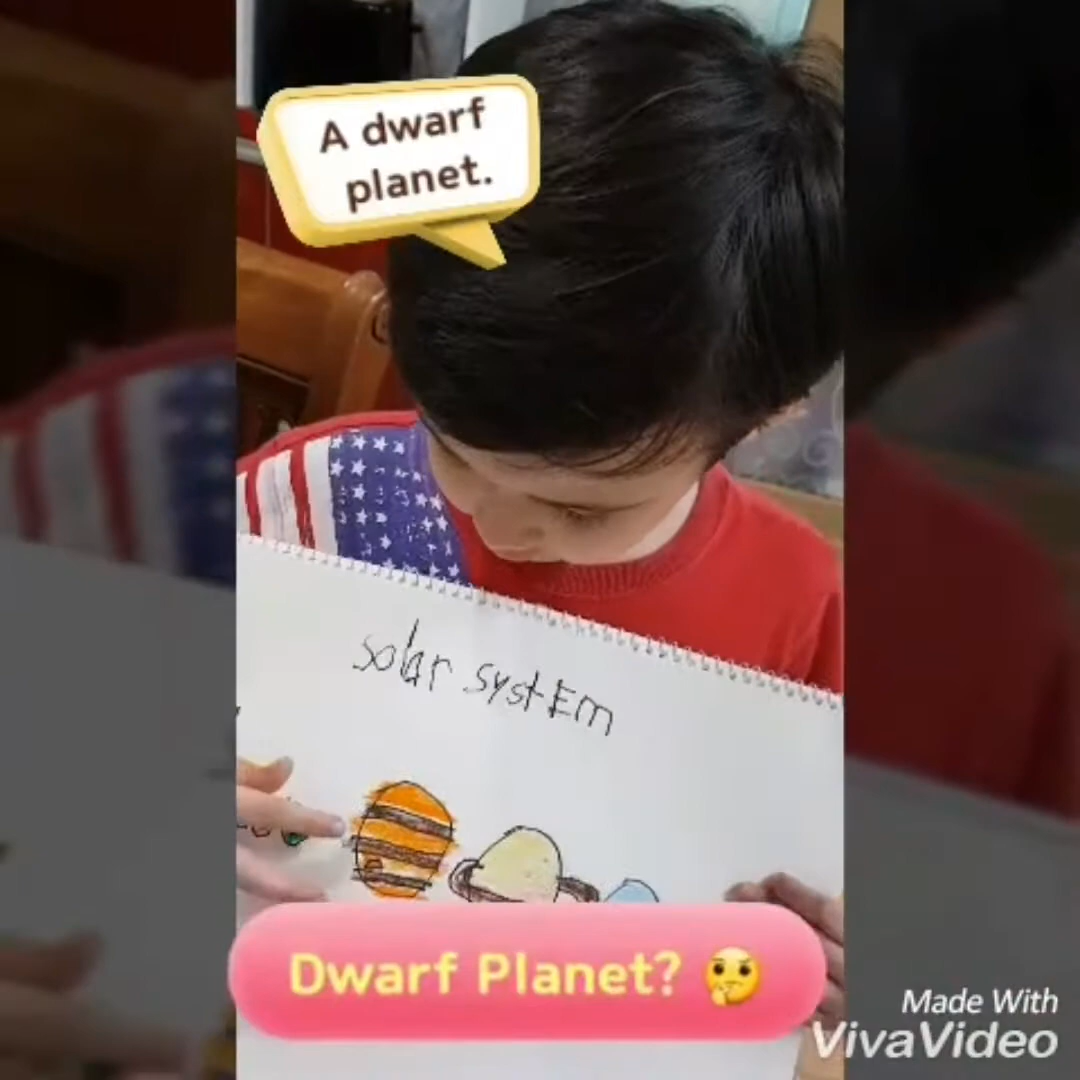 A dwarf
planet.
solar systEm
Dwarf Planet? 🤔
Made With
VivaVideo